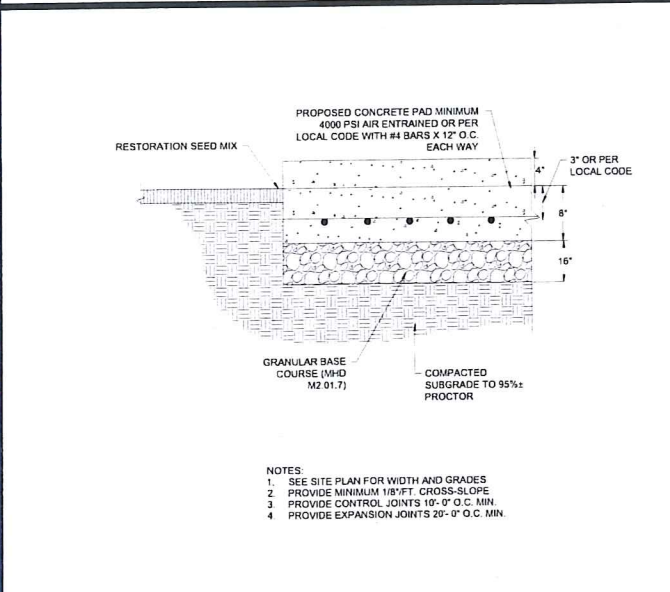 PROPOSED CONCRETE PAD MINIMUM
4000 PSI AIR ENTRAINED OR PER
LOCAL CODE WITH #4 BARS X 12" O.C.
EACH WAY
RESTORATION SEED MIX
4"
3" OR PER
LOCAL CODE
8"
16"
GRANULAR BASE
COURSE (MHD
M2.01.7)
COMPACTED
SUBGRADE TO 95%±
PROCTOR
NOTES:
1. SEE SITE PLAN FOR WIDTH AND GRADES
2. PROVIDE MINIMUM 1/8"/FT. CROSS-SLOPE
3. PROVIDE CONTROL JOINTS 10'- 0" O.C. MIN.
4. PROVIDE EXPANSION JOINTS 20'- 0" O.C. MIN.